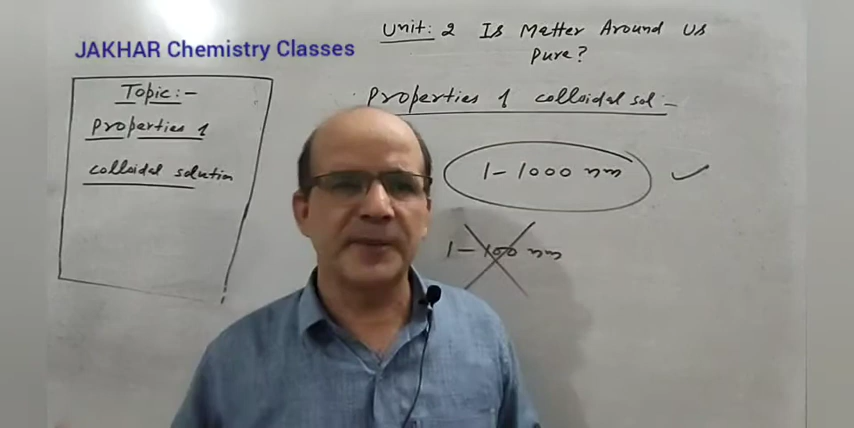 Unit: 2 Is Matter Around Us
Pure?
JAKHAR Chemistry Classes
Topic:-
Properties of
colloidal solution
Properties of colloidal sol:-
1-1000 nm
1-100 nm